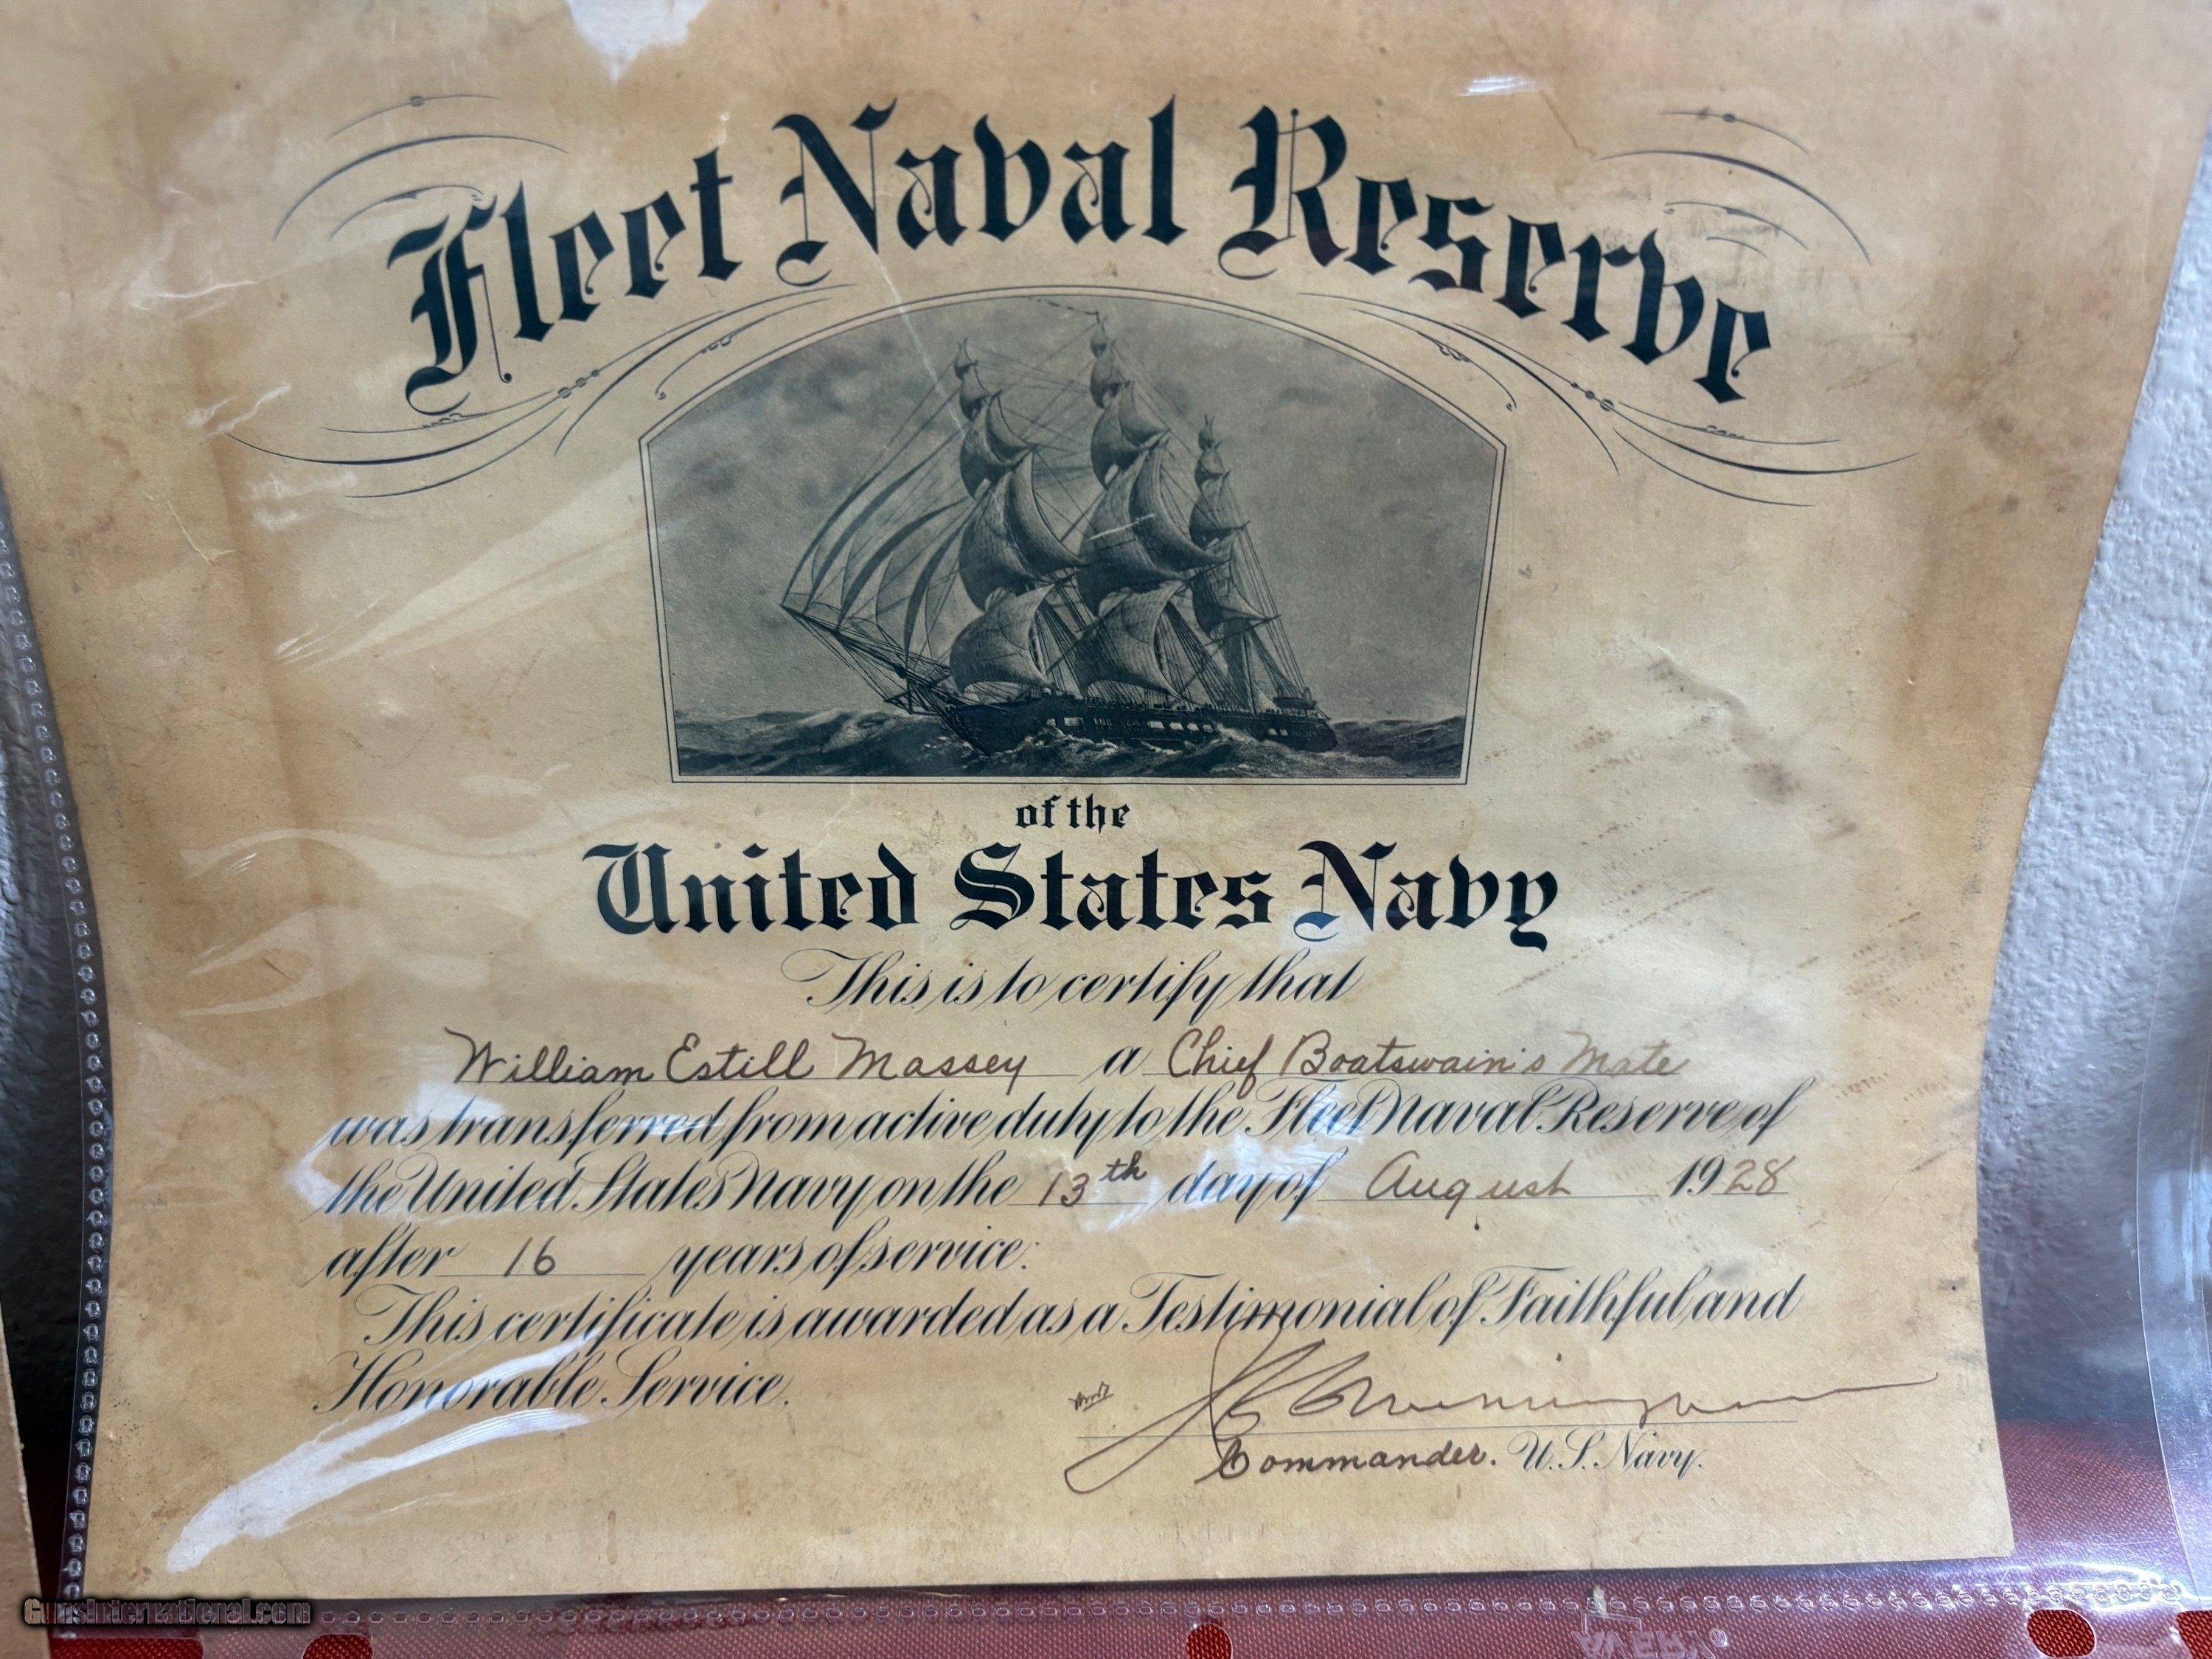 Fleet Naval Reserve
of the
United States Navy
This is to certify that
William Estill Massey a Chief Boatswain's Mate
was transferred from active duty to the Fleet Naval Reserve of
the United States Navy on the 13th day of August 1928
after 16 years of service.
This certificate is awarded as a Testimonial of Faithful and
Honorable Service.
Commander. U.S. Navy.
GunsInternational.com
AVERY